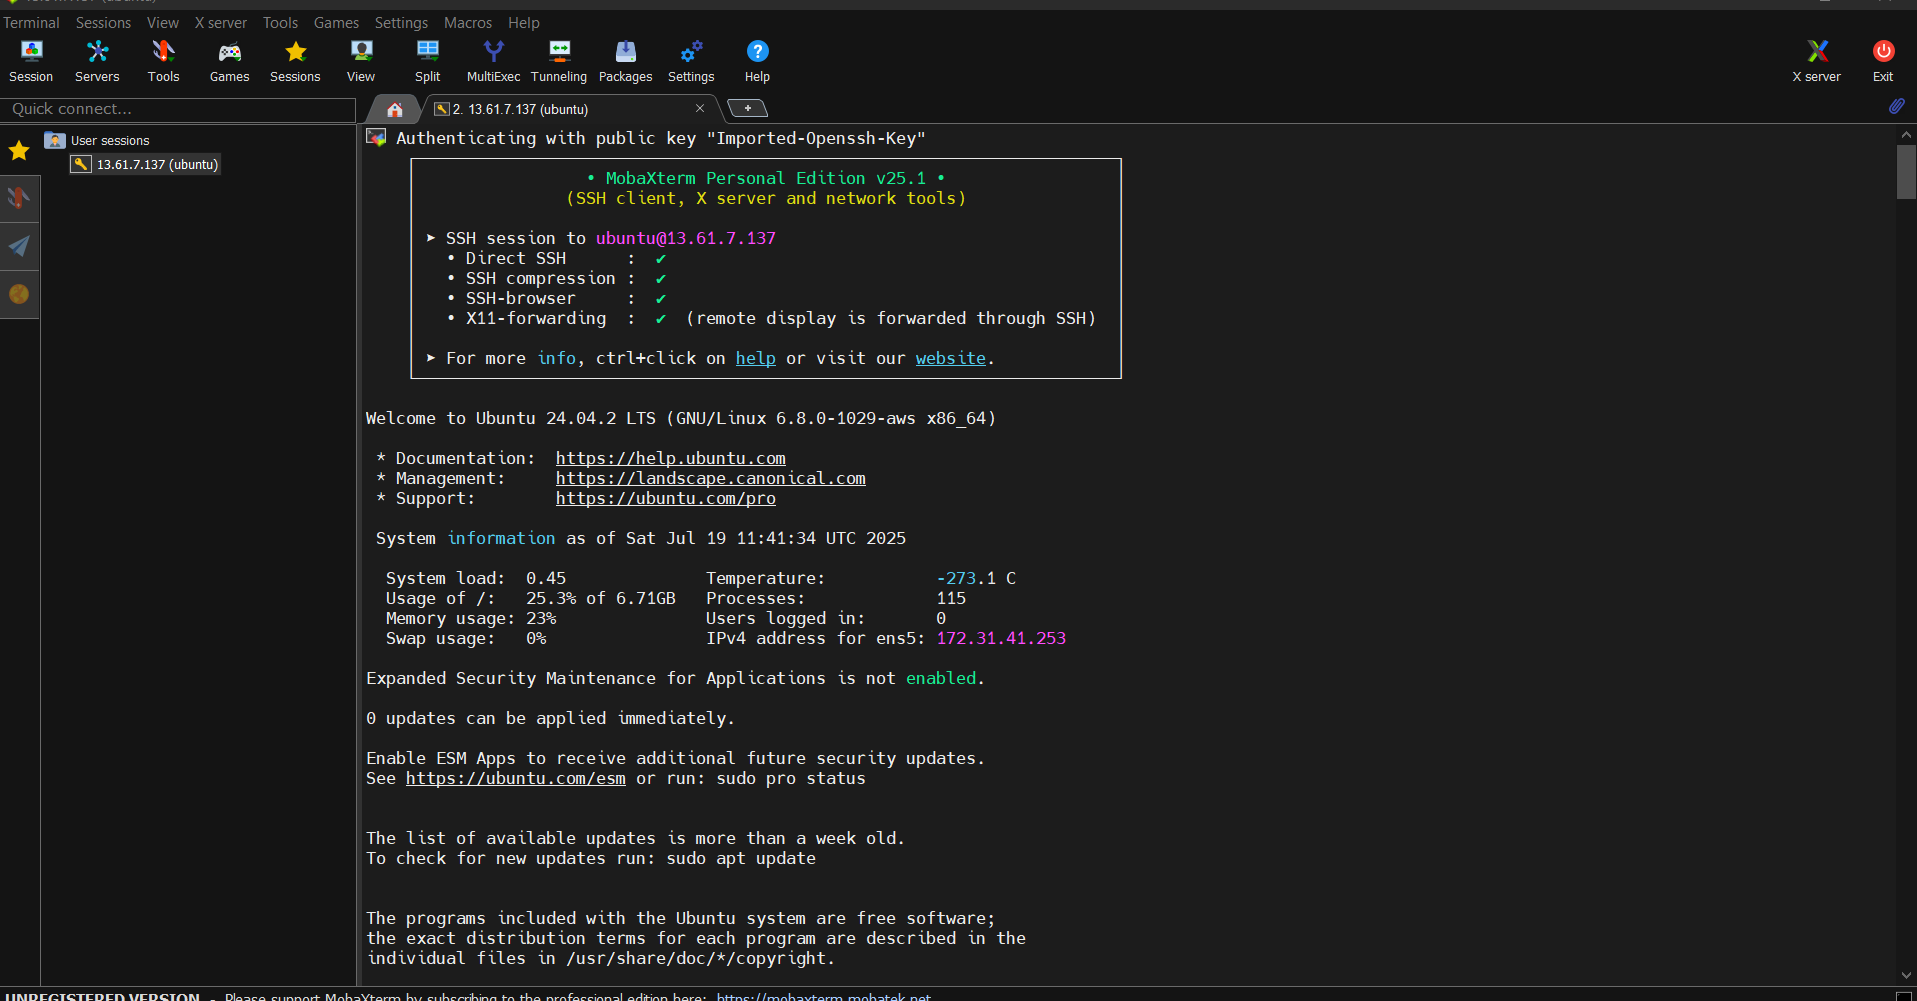 Terminal Sessions View X server Tools Games Settings Macros Help
Session Servers Tools Games Sessions View Split MultiExec Tunneling Packages Settings Help X server Exit
Quick connect...
2. 13.61.7.137 (ubuntu)
User sessions
13.61.7.137 (ubuntu)
Authenticating with public key "Imported-Openssh-Key"
• MobaXterm Personal Edition v25.1 •
(SSH client, X server and network tools)
➤ SSH session to ubuntu@13.61.7.137
• Direct SSH : ✔
• SSH compression : ✔
• SSH-browser : ✔
• X11-forwarding : ✔ (remote display is forwarded through SSH)
➤ For more info, ctrl+click on help or visit our website.
Welcome to Ubuntu 24.04.2 LTS (GNU/Linux 6.8.0-1029-aws x86_64)
* Documentation: https://help.ubuntu.com
* Management: https://landscape.canonical.com
* Support: https://ubuntu.com/pro
System information as of Sat Jul 19 11:41:34 UTC 2025
System load: 0.45 Temperature: -273.1 C
Usage of /: 25.3% of 6.71GB Processes: 115
Memory usage: 23% Users logged in: 0
Swap usage: 0% IPv4 address for ens5: 172.31.41.253
Expanded Security Maintenance for Applications is not enabled.
0 updates can be applied immediately.
Enable ESM Apps to receive additional future security updates.
See https://ubuntu.com/esm or run: sudo pro status
The list of available updates is more than a week old.
To check for new updates run: sudo apt update
The programs included with the Ubuntu system are free software;
the exact distribution terms for each program are described in the
individual files in /usr/share/doc/*/copyright.
UNREGISTERED VERSION - Please support MobaXterm by subscribing to the professional edition here: https://mobaxterm.mobatek.net